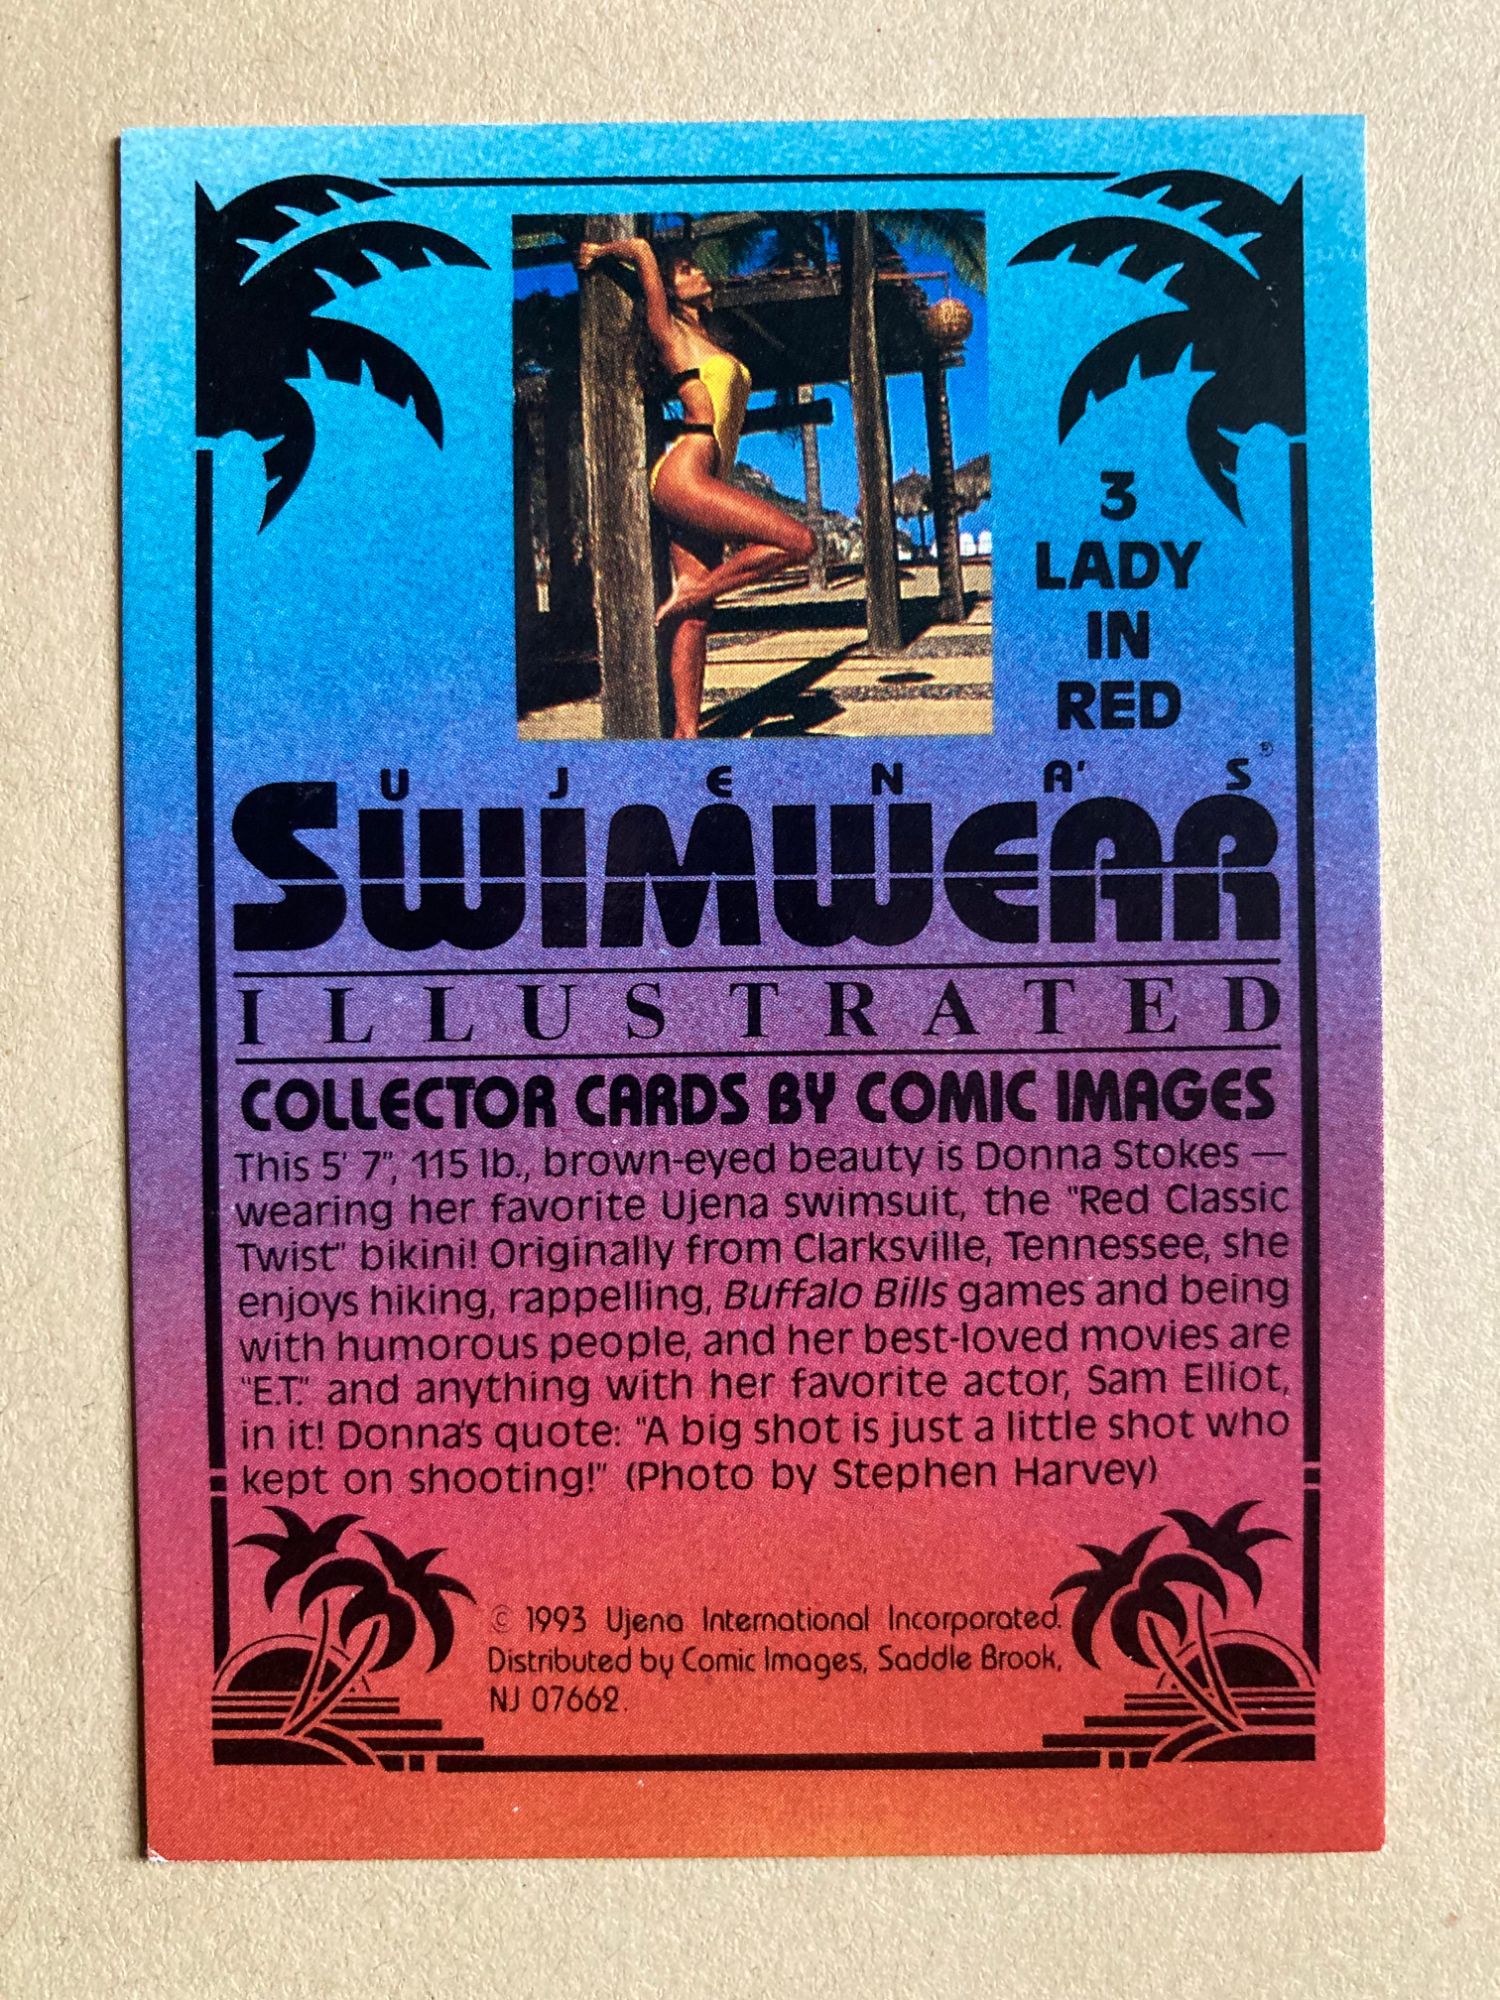 3
LADY
IN
RED
UJENA'S®
SWIMWEAR
ILLUSTRATED
COLLECTOR CARDS BY COMIC IMAGES
This 5' 7", 115 lb., brown-eyed beauty is Donna Stokes —
wearing her favorite Ujena swimsuit, the "Red Classic
Twist" bikini! Originally from Clarksville, Tennessee, she
enjoys hiking, rappelling, Buffalo Bills games and being
with humorous people, and her best-loved movies are
"E.T." and anything with her favorite actor, Sam Elliot,
in it! Donna's quote: "A big shot is just a little shot who
kept on shooting!" (Photo by Stephen Harvey)
© 1993 Ujena International Incorporated.
Distributed by Comic Images, Saddle Brook,
NJ 07662.